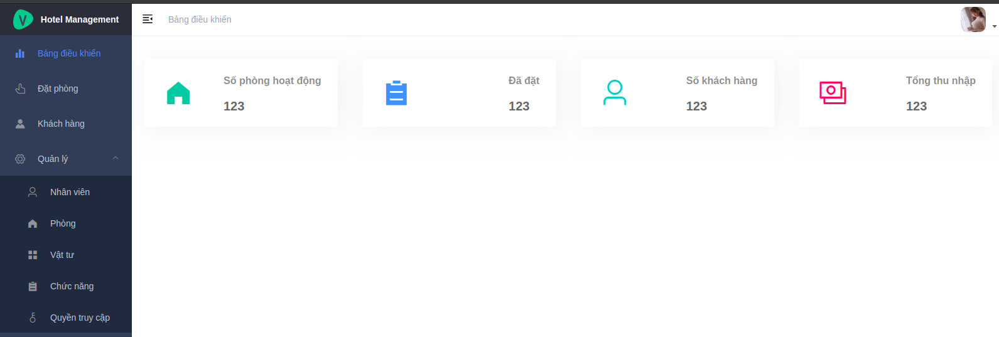 V Hotel Management
Bảng điều khiển
Bảng điều khiển
Đặt phòng
Khách hàng
Quản lý
Nhân viên
Phòng
Vật tư
Chức năng
Quyền truy cập
Số phòng hoạt động
123
Đã đặt
123
Số khách hàng
123
Tổng thu nhập
123